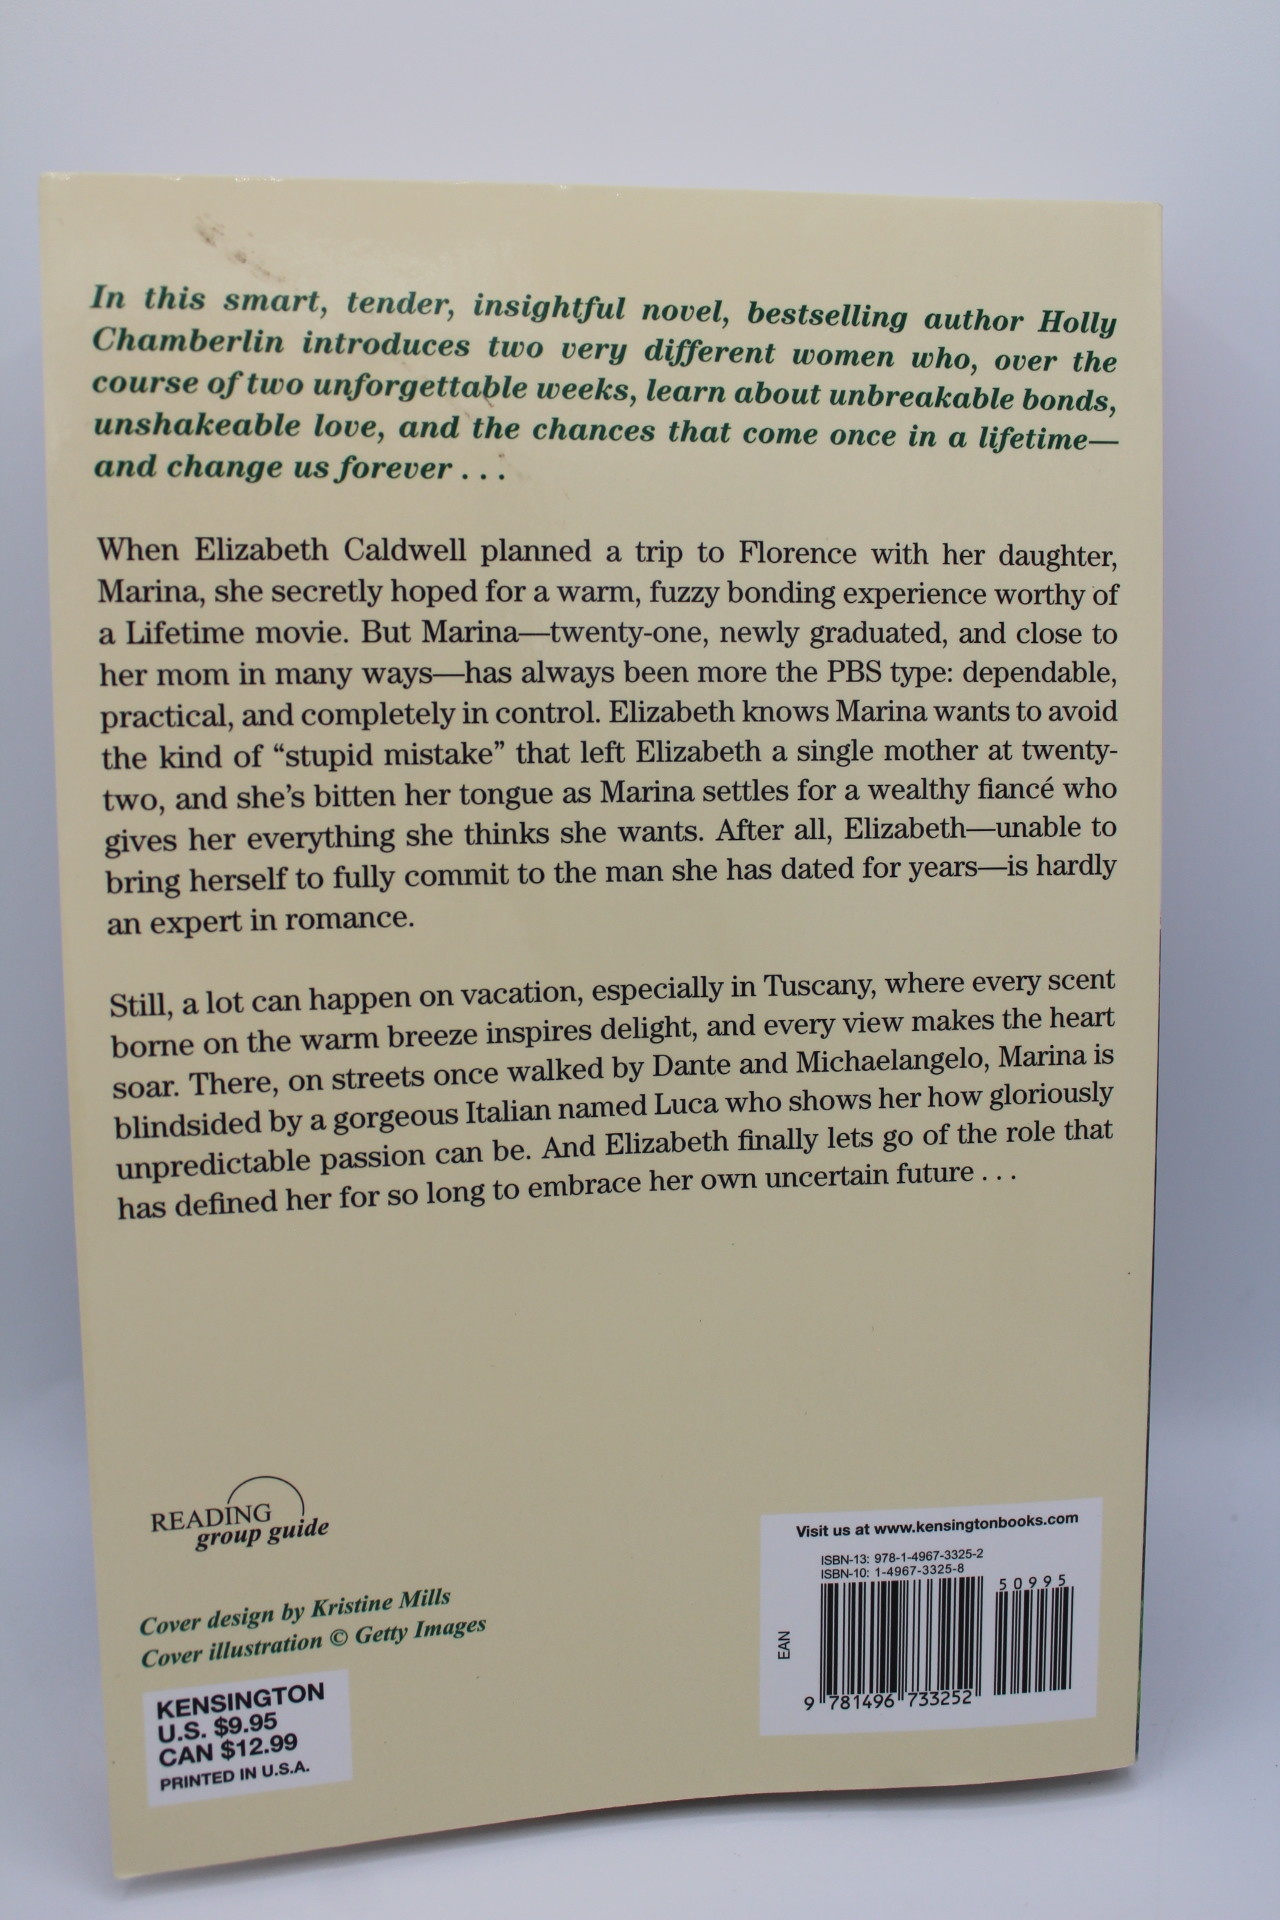 In this smart, tender, insightful novel, bestselling author Holly
Chamberlin introduces two very different women who, over the
course of two unforgettable weeks, learn about unbreakable bonds,
unshakeable love, and the chances that come once in a lifetime—
and change us forever . . .
When Elizabeth Caldwell planned a trip to Florence with her daughter,
Marina, she secretly hoped for a warm, fuzzy bonding experience worthy of
a Lifetime movie. But Marina—twenty-one, newly graduated, and close to
her mom in many ways—has always been more the PBS type: dependable,
practical, and completely in control. Elizabeth knows Marina wants to avoid
the kind of “stupid mistake” that left Elizabeth a single mother at twenty-
two, and she’s bitten her tongue as Marina settles for a wealthy fiancé who
gives her everything she thinks she wants. After all, Elizabeth—unable to
bring herself to fully commit to the man she has dated for years—is hardly
an expert in romance.
Still, a lot can happen on vacation, especially in Tuscany, where every scent
borne on the warm breeze inspires delight, and every view makes the heart
soar. There, on streets once walked by Dante and Michaelangelo, Marina is
blindsided by a gorgeous Italian named Luca who shows her how gloriously
unpredictable passion can be. And Elizabeth finally lets go of the role that
has defined her for so long to embrace her own uncertain future . . .
READING
group guide
Cover design by Kristine Mills
Cover illustration © Getty Images
KENSINGTON
U.S. $9.95
CAN $12.99
PRINTED IN U.S.A.
Visit us at www.kensingtonbooks.com
ISBN-13: 978-1-4967-3325-2
ISBN-10: 1-4967-3325-8
50995
EAN
9 781496 733252